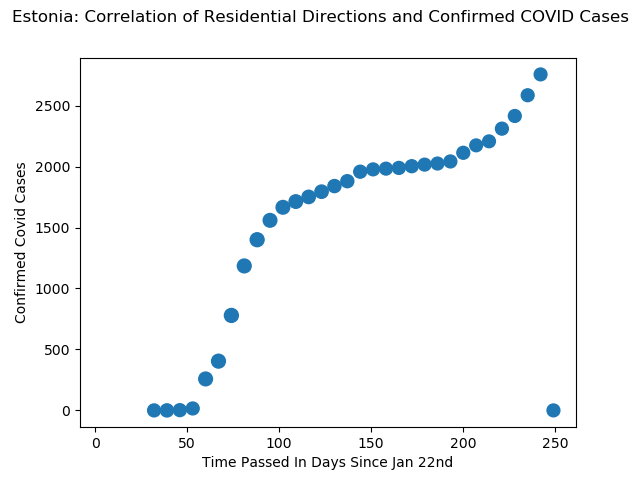 Estonia: Correlation of Residential Directions and Confirmed COVID Cases
2500
2000
1500
1000
500
0
Confirmed Covid Cases
0 50 100 150 200 250
Time Passed In Days Since Jan 22nd